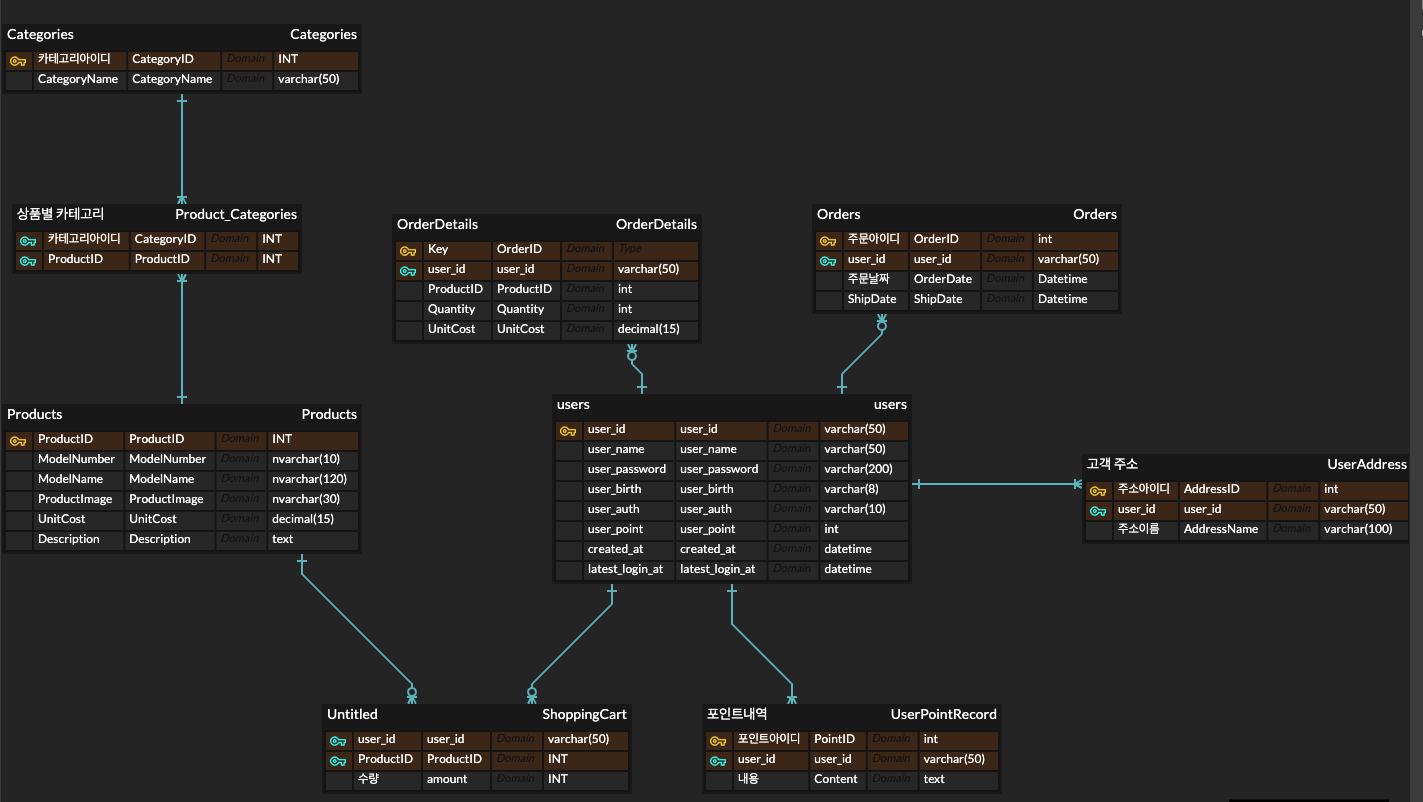 Categories Categories
카테고리아이디 CategoryID Domain INT
CategoryName CategoryName Domain varchar(50)
상품별 카테고리 Product_Categories
카테고리아이디 CategoryID Domain INT
ProductID ProductID Domain INT
OrderDetails OrderDetails
Key OrderID Domain Type
user_id user_id Domain varchar(50)
ProductID ProductID Domain int
Quantity Quantity Domain int
UnitCost UnitCost Domain decimal(15)
Orders Orders
주문아이디 OrderID Domain int
user_id user_id Domain varchar(50)
주문날짜 OrderDate Domain Datetime
ShipDate ShipDate Domain Datetime
Products Products
ProductID ProductID Domain INT
ModelNumber ModelNumber Domain nvarchar(10)
ModelName ModelName Domain nvarchar(120)
ProductImage ProductImage Domain nvarchar(30)
UnitCost UnitCost Domain decimal(15)
Description Description Domain text
users users
user_id user_id Domain varchar(50)
user_name user_name Domain varchar(50)
user_password user_password Domain varchar(200)
user_birth user_birth Domain varchar(8)
user_auth user_auth Domain varchar(10)
user_point user_point Domain int
created_at created_at Domain datetime
latest_login_at latest_login_at Domain datetime
고객 주소 UserAddress
주소아이디 AddressID Domain int
user_id user_id Domain varchar(50)
주소이름 AddressName Domain varchar(100)
Untitled ShoppingCart
user_id user_id Domain varchar(50)
ProductID ProductID Domain INT
수량 amount Domain INT
포인트내역 UserPointRecord
포인트아이디 PointID Domain int
user_id user_id Domain varchar(50)
내용 Content Domain text